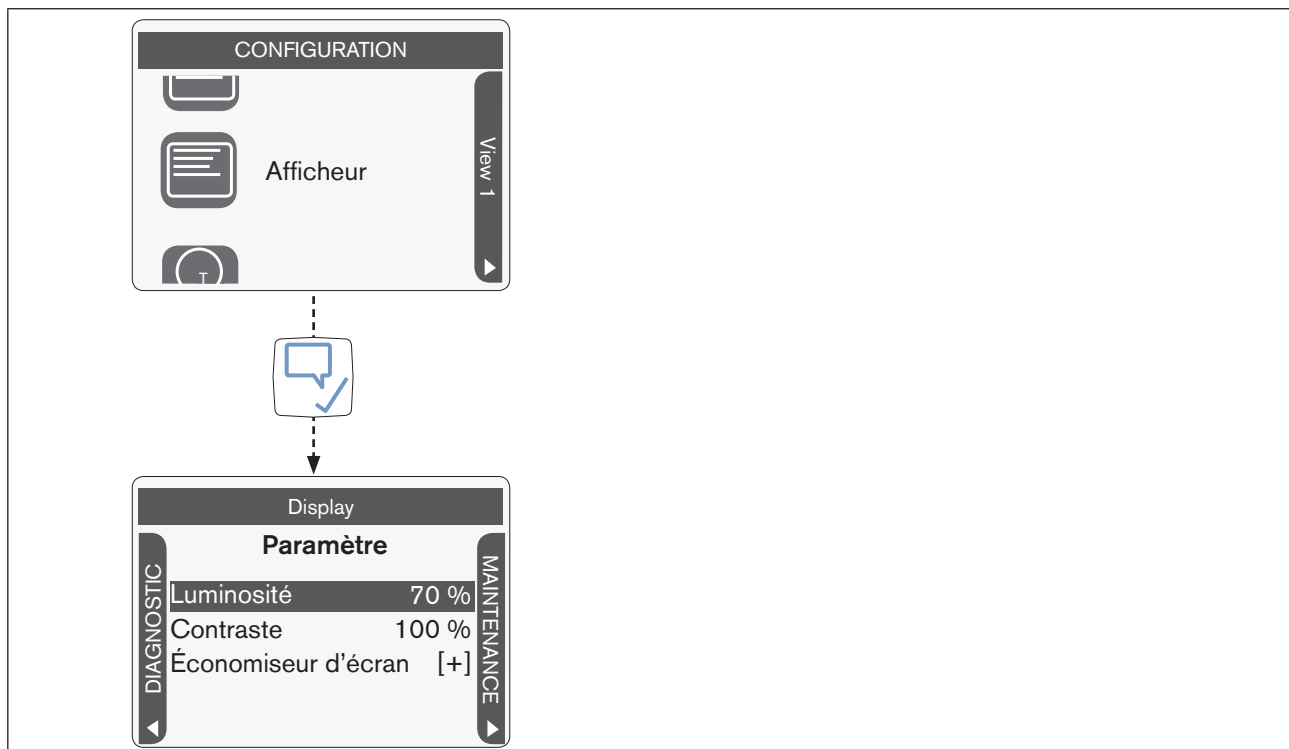 CONFIGURATION
Afficheur
View 1
T
Display
Paramètre
DIAGNOSTIC
Luminosité 70 %
Contraste 100 %
Économiseur d'écran [+]
MAINTENANCE